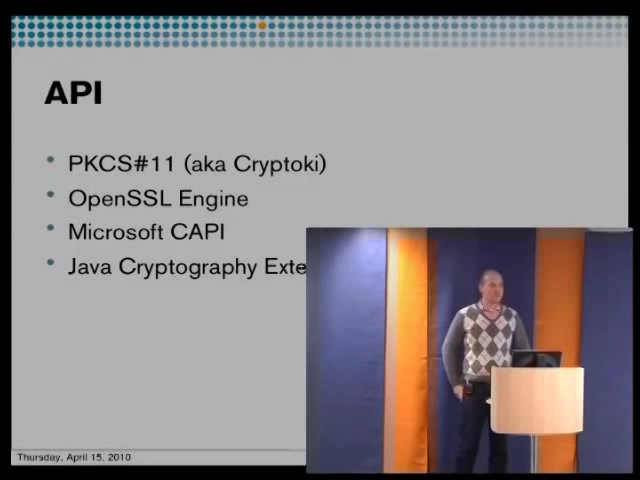 API
PKCS#11 (aka Cryptoki)
OpenSSL Engine
Microsoft CAPI
Java Cryptography Exte
Thursday, April 15, 2010